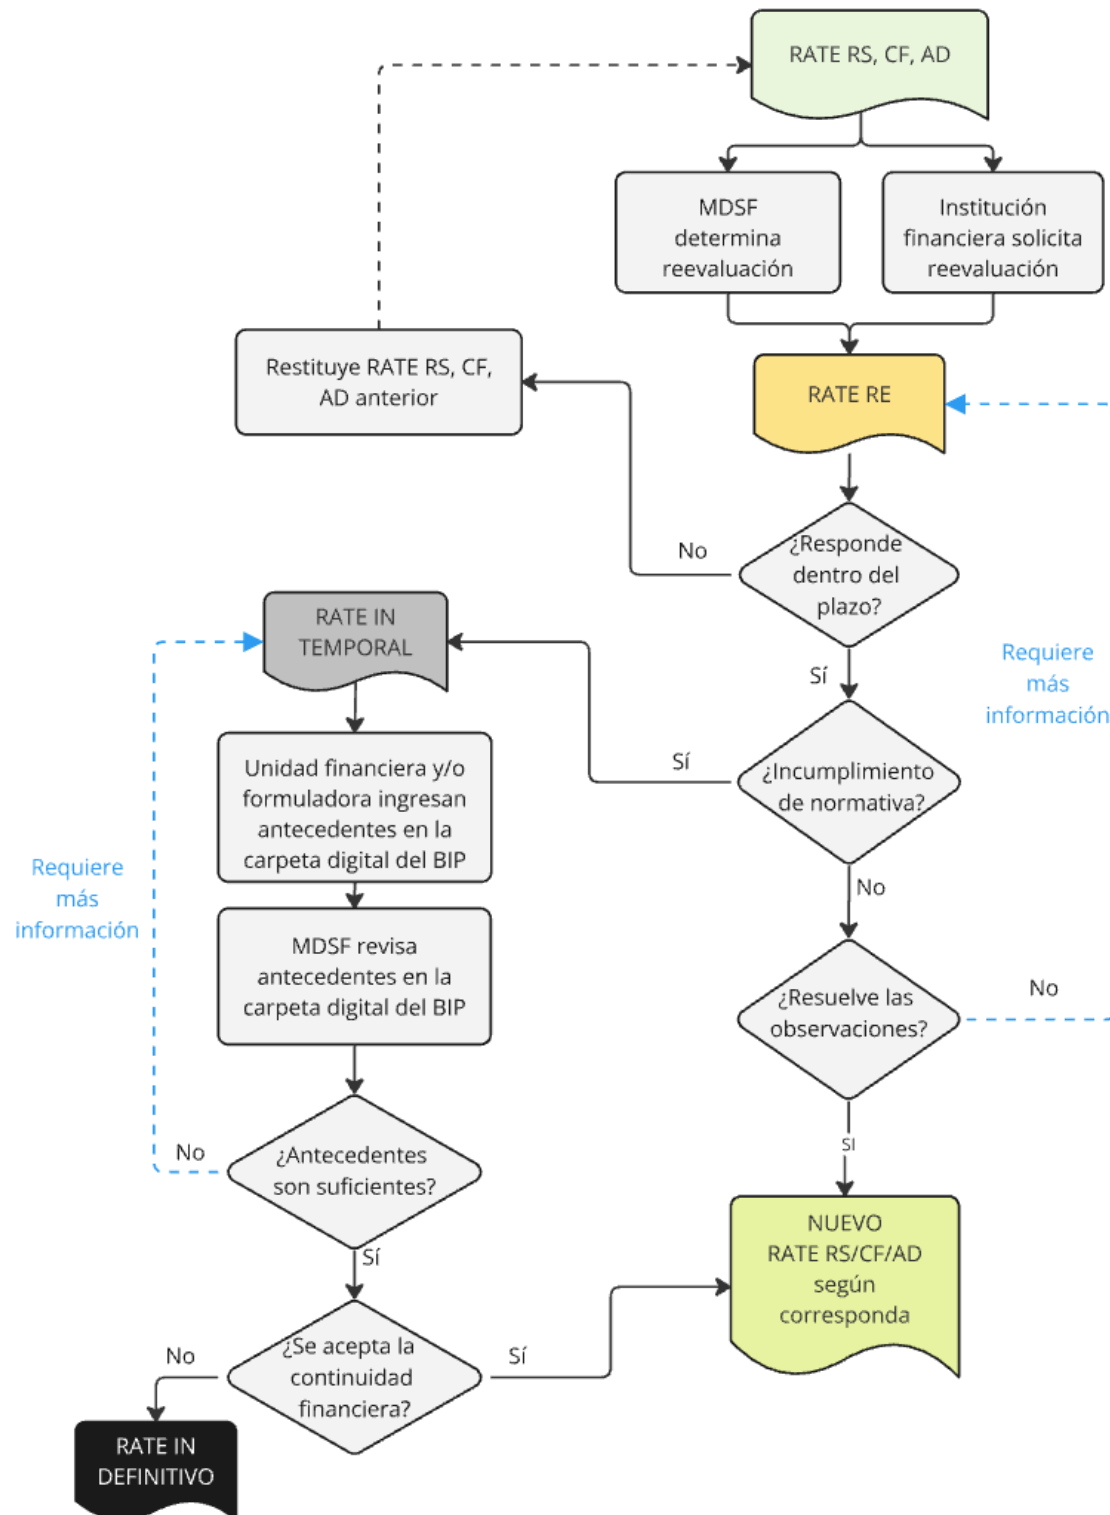 RATE RS, CF, AD
MDSF
determina
reevaluación
Institución
financiera solicita
reevaluación
Restituye RATE RS, CF,
AD anterior
RATE RE
¿Responde
dentro del
plazo?
No
Sí
RATE IN
TEMPORAL
Requiere
más
información
¿Incumplimiento
de normativa?
Sí
No
Unidad financiera y/o
formuladora ingresan
antecedentes en la
carpeta digital del BIP
Requiere
más
información
MDSF revisa
antecedentes en la
carpeta digital del BIP
¿Resuelve las
observaciones?
No
SI
¿Antecedentes
son suficientes?
No
Sí
NUEVO
RATE RS/CF/AD
según
corresponda
¿Se acepta la
continuidad
financiera?
No
Sí
RATE IN
DEFINITIVO